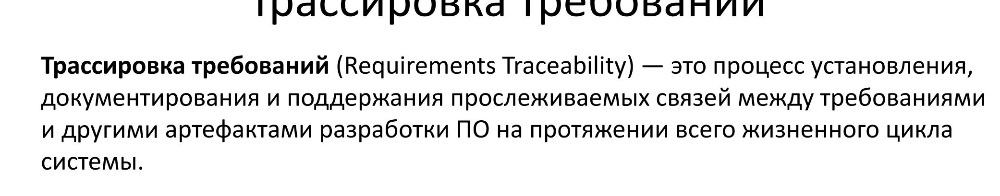 Трассировка требований
Трассировка требований (Requirements Traceability) — это процесс установления,
документирования и поддержания прослеживаемых связей между требованиями
и другими артефактами разработки ПО на протяжении всего жизненного цикла
системы.